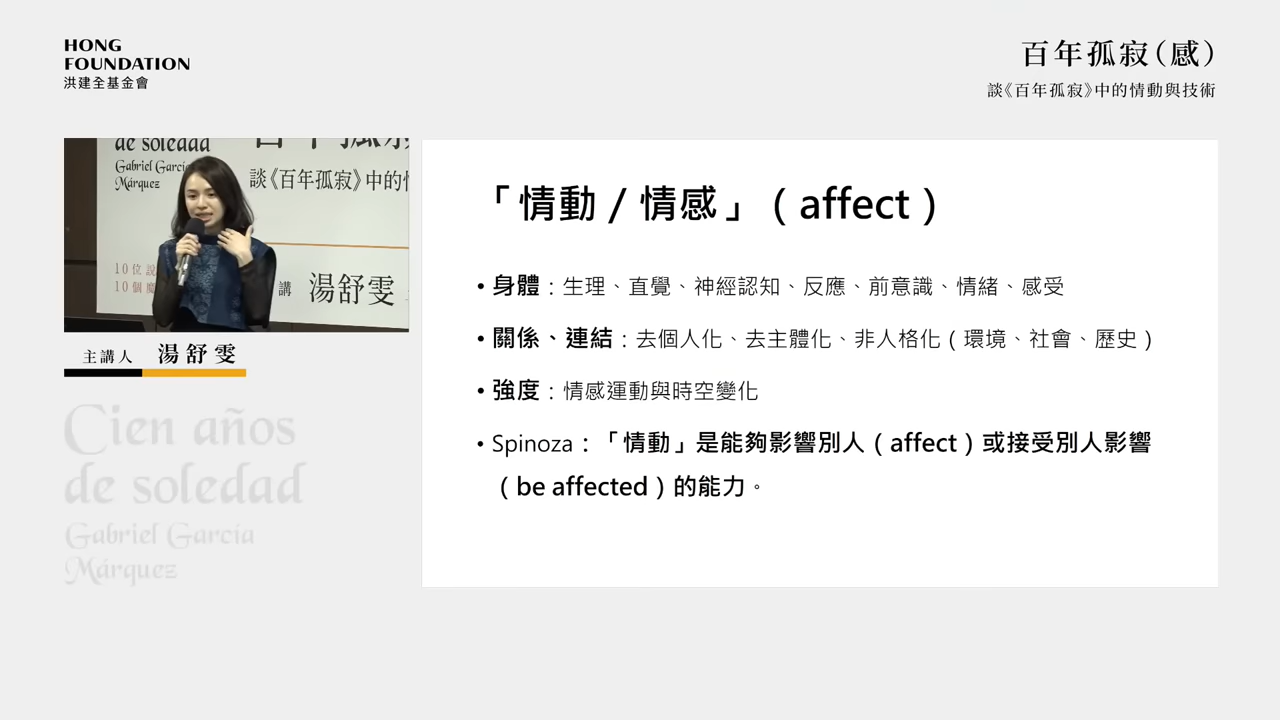 HONG
FOUNDATION
洪建全基金會
百年孤寂（感）
談《百年孤寂》中的情動與技術
de soledad
Gabriel García
Márquez
談《百年孤寂》中的情
10位說
10個魔
講 湯舒雯
主講人 湯舒雯
Cien años
de soledad
Gabriel García
Márquez
「情動 / 情感」（affect）
• 身體：生理、直覺、神經認知、反應、前意識、情緒、感受
• 關係、連結：去個人化、去主體化、非人格化（環境、社會、歷史）
• 強度：情感運動與時空變化
• Spinoza：「情動」是能夠影響別人（affect）或接受別人影響
（be affected）的能力。